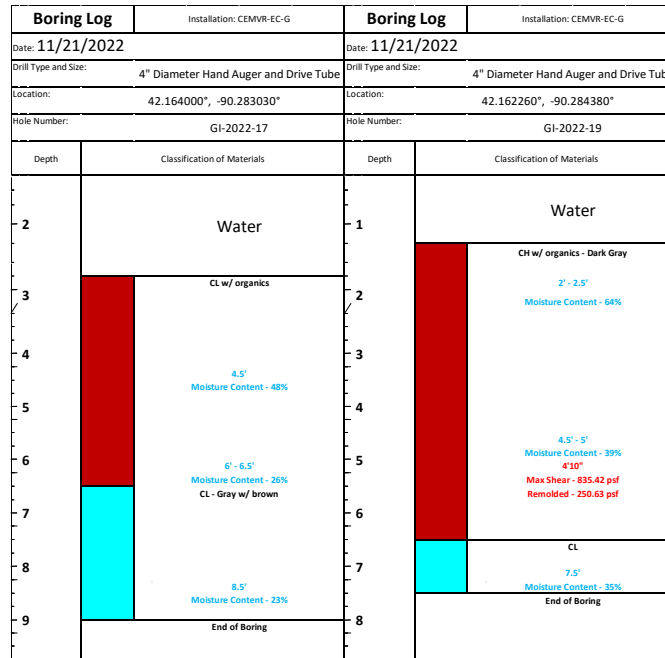 Boring Log
Installation: CEMVR-EC-G
Date: 11/21/2022
Drill Type and Size:
4" Diameter Hand Auger and Drive Tube
Location:
42.164000°, -90.283030°
Hole Number:
GI-2022-17
Depth
Classification of Materials
2
Water
CL w/ organics
3
4
4.5'
Moisture Content - 48%
5
6
6' - 6.5'
Moisture Content - 26%
CL - Gray w/ brown
7
8
8.5'
Moisture Content - 23%
9
End of Boring
Boring Log
Installation: CEMVR-EC-G
Date: 11/21/2022
Drill Type and Size:
4" Diameter Hand Auger and Drive Tub
Location:
42.162260°, -90.284380°
Hole Number:
GI-2022-19
Depth
Classification of Materials
1
Water
CH w/ organics - Dark Gray
2' - 2.5'
2
Moisture Content - 64%
3
4
4.5' - 5'
Moisture Content - 39%
5
4'10"
Max Shear - 835.42 psf
Remolded - 250.63 psf
6
CL
7
7.5'
Moisture Content - 35%
End of Boring
8